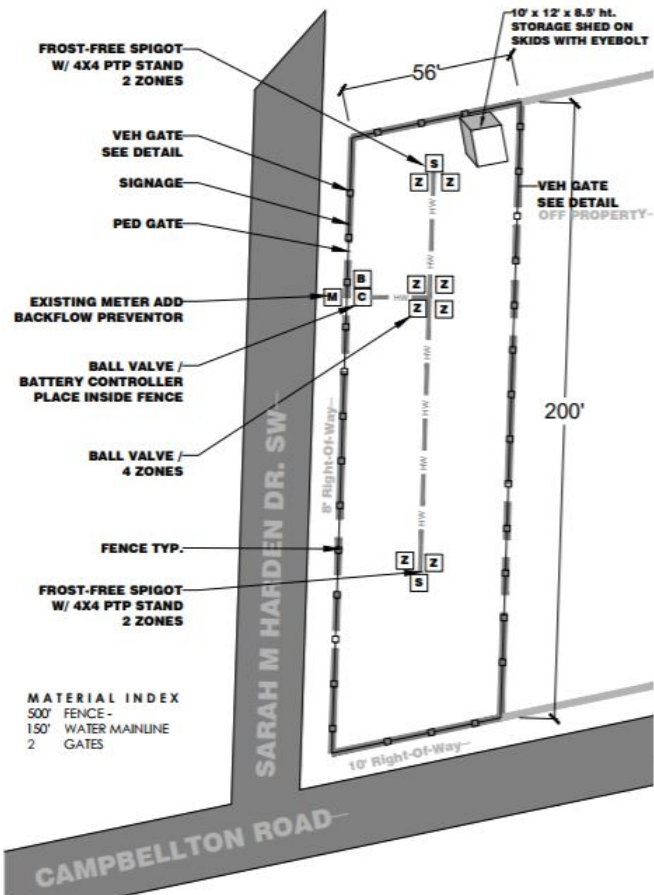 10' x 12' x 8.5' ht.
STORAGE SHED ON
SKIDS WITH EYEBOLT
FROST-FREE SPIGOT
W/ 4X4 PTP STAND
2 ZONES
56'
VEH GATE
SEE DETAIL
SIGNAGE
PED GATE
S
Z Z
HW
VEH GATE
SEE DETAIL
OFF PROPERTY
HW
EXISTING METER ADD
BACKFLOW PREVENTOR
M
B
C
HW
Z Z
Z Z
BALL VALVE /
BATTERY CONTROLLER
PLACE INSIDE FENCE
HW
200'
BALL VALVE /
4 ZONES
8' Right-Of-Way
HW
HW
FENCE TYP.
FROST-FREE SPIGOT
W/ 4X4 PTP STAND
2 ZONES
Z Z
S
SARAH M HARDEN DR. SW
MATERIAL INDEX
500' FENCE -
150' WATER MAINLINE
2 GATES
10' Right-Of-Way
CAMPBELLTON ROAD